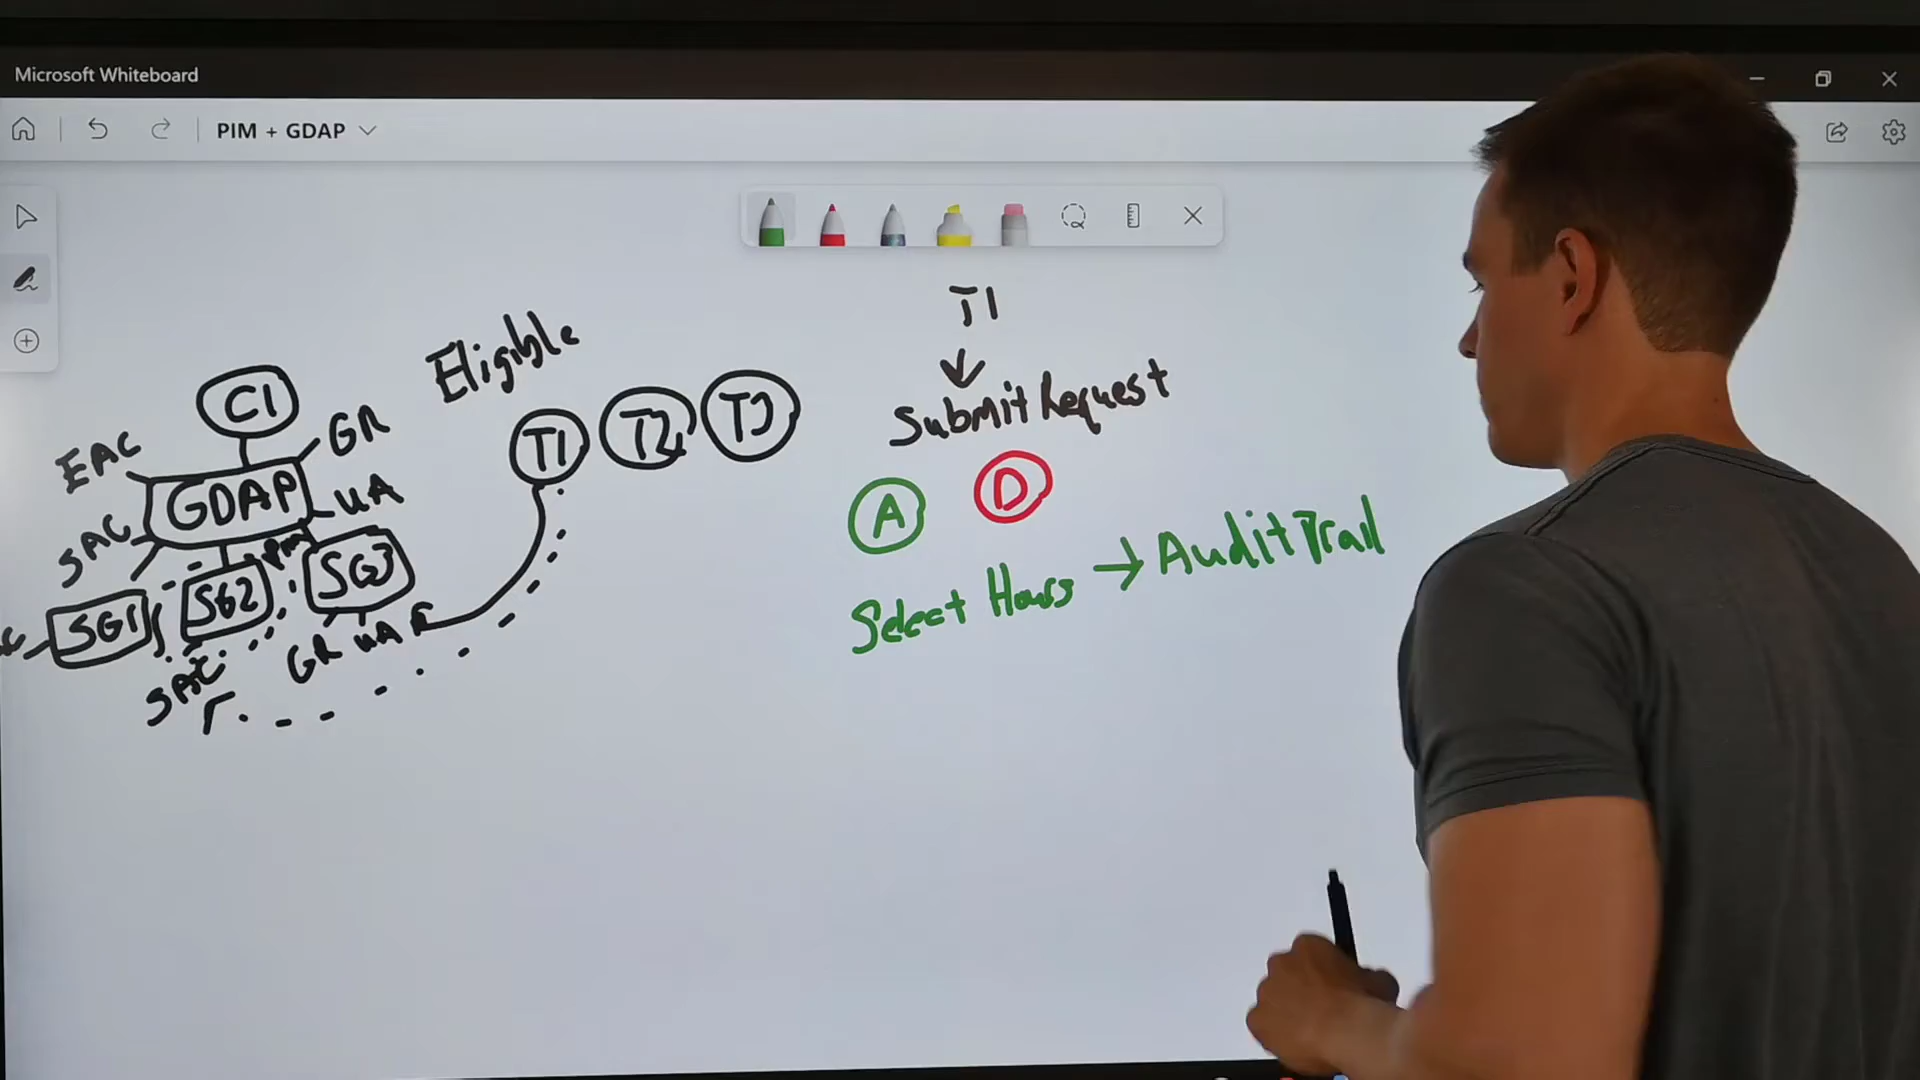 Microsoft Whiteboard
PIM + GDAP
T1
Eligible
Submit Request
C1
GR
T1 T2 T3
EAC
GDAP
UA
SAC
A D
Select Hours → Audit Trail
SG1 SG2 SG3
GR UA
SAC